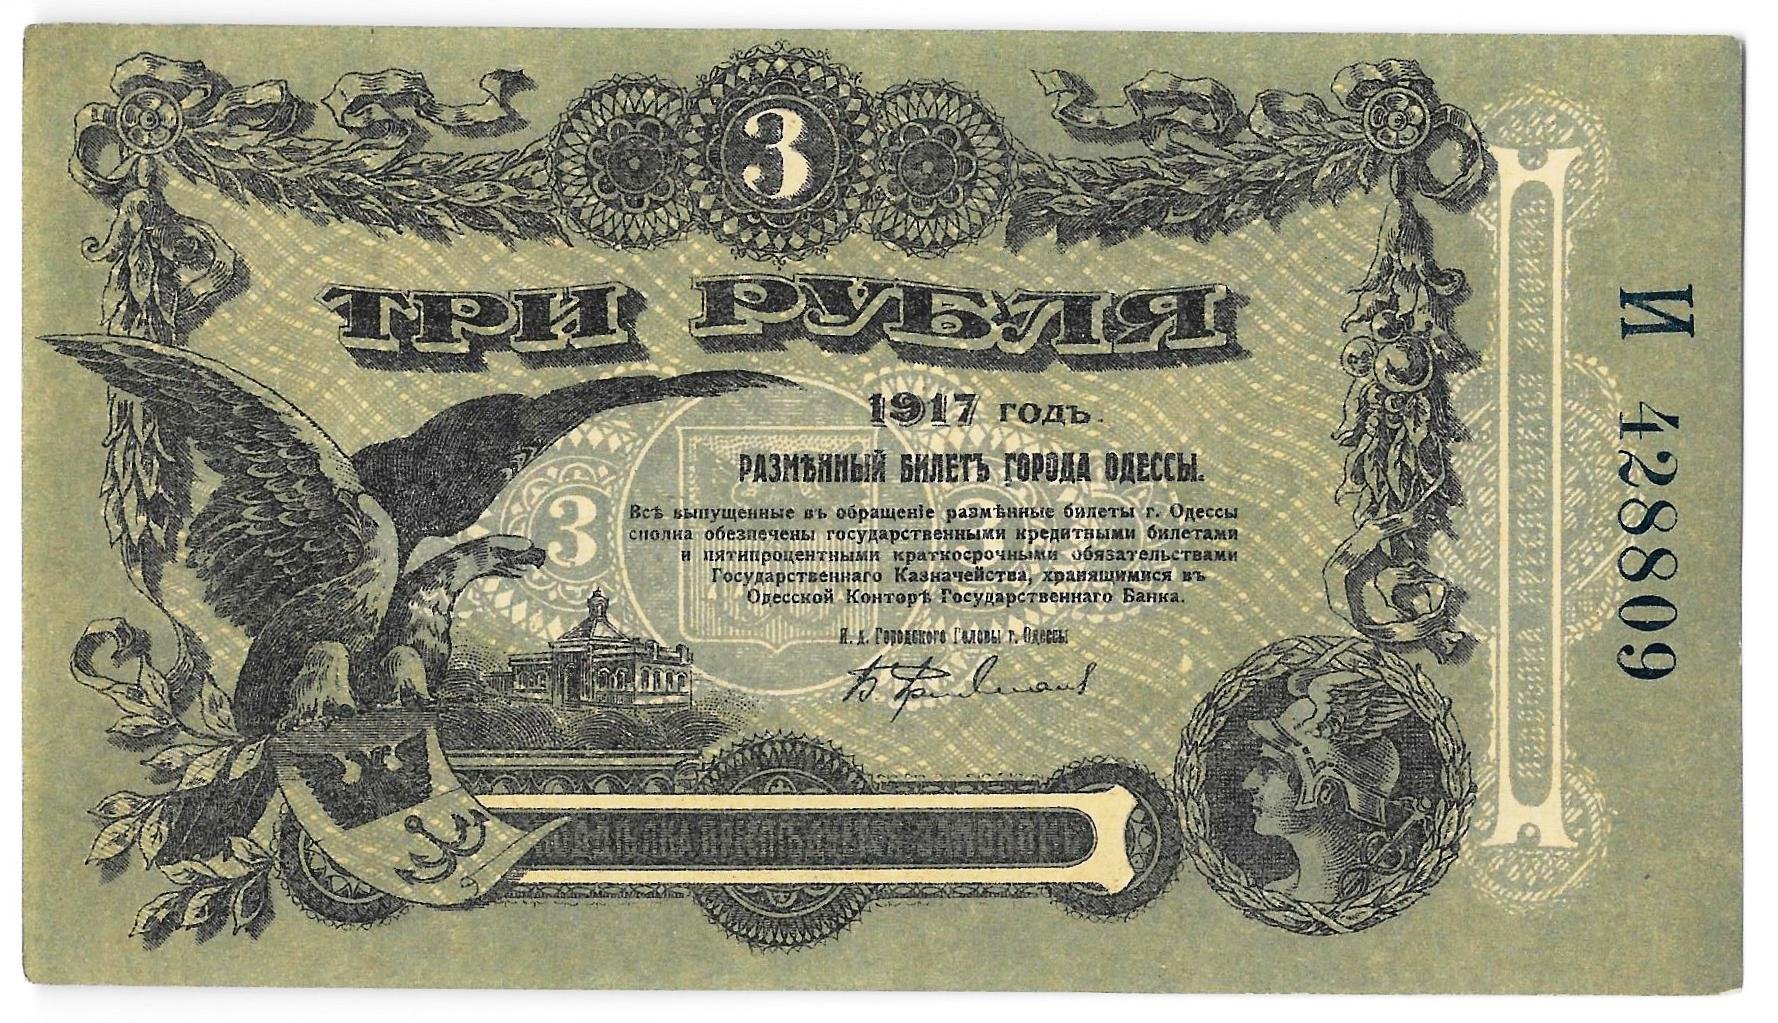 3
ТРИ РУБЛЯ
1917 годъ.
РАЗМѢННЫЙ БИЛЕТЪ ГОРОДА ОДЕССЫ.
Всѣ выпущенные въ обращеніе размѣнные билеты г. Одессы
сполна обезпечены государственными кредитными билетами
и пятипроцентными краткосрочными обязательствами
Государственнаго Казначейства, хранящимися въ
Одесской Конторѣ Государственнаго Банка.
И. д. Городского Головы г. Одессы
3
И 428809